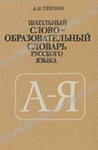 А.Н. ТИХОНОВ
ШКОЛЬНЫЙ
СЛОВО-
ОБРАЗОВАТЕЛЬНЫЙ
СЛОВАРЬ
РУССКОГО
ЯЗЫКА
А-Я